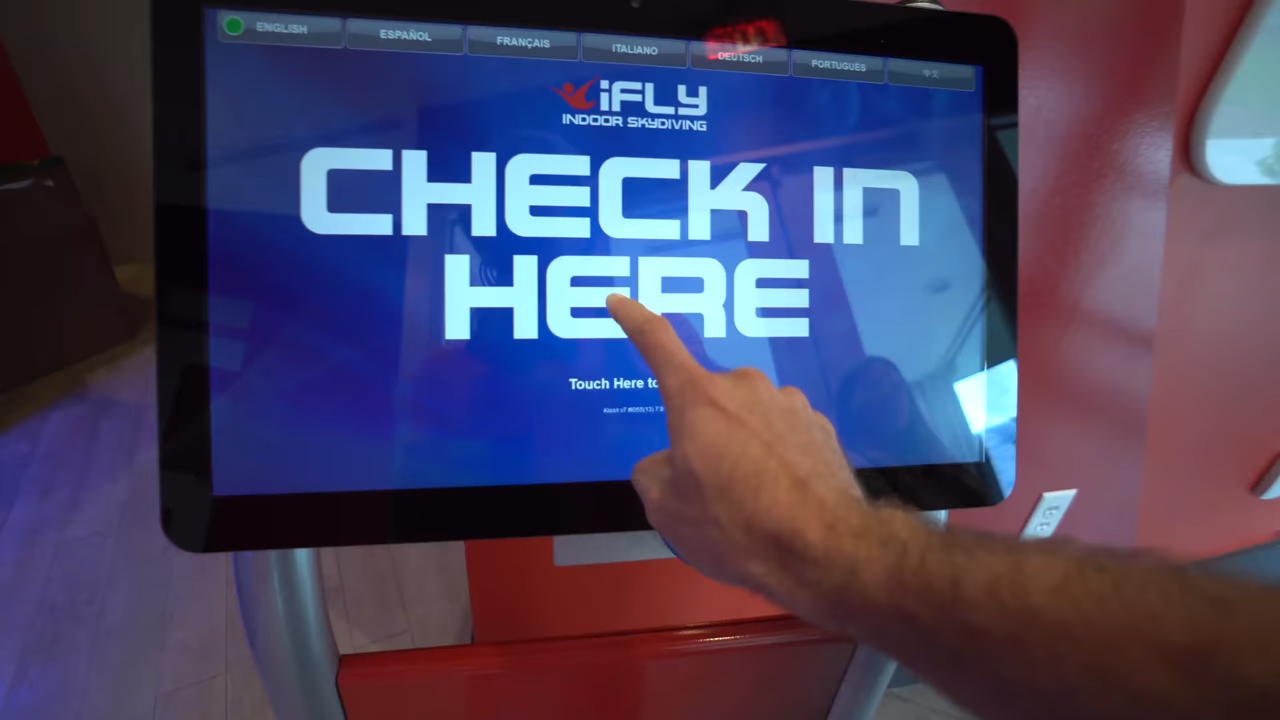 ENGLISH ESPAÑOL FRANÇAIS ITALIANO DEUTSCH PORTUGUÊS 中文
iFLY
INDOOR SKYDIVING
CHECK IN
HERE
Touch Here to